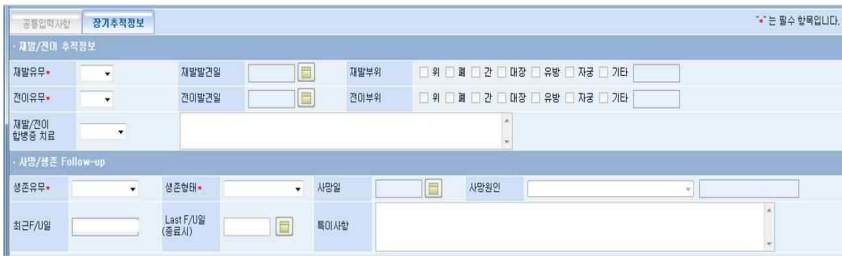 공통입력사항 장기추적정보 "*"는 필수 항목입니다.
· 재발/전이 추적정보
재발유무* 재발발견일 재발부위 위 폐 간 대장 유방 자궁 기타
전이유무* 전이발견일 전이부위 위 폐 간 대장 유방 자궁 기타
재발/전이
합병증 치료
· 사망/생존 Follow-up
생존유무* 생존형태* 사망일 사망원인
최근F/U일 Last F/U일
(종료시) 특이사항